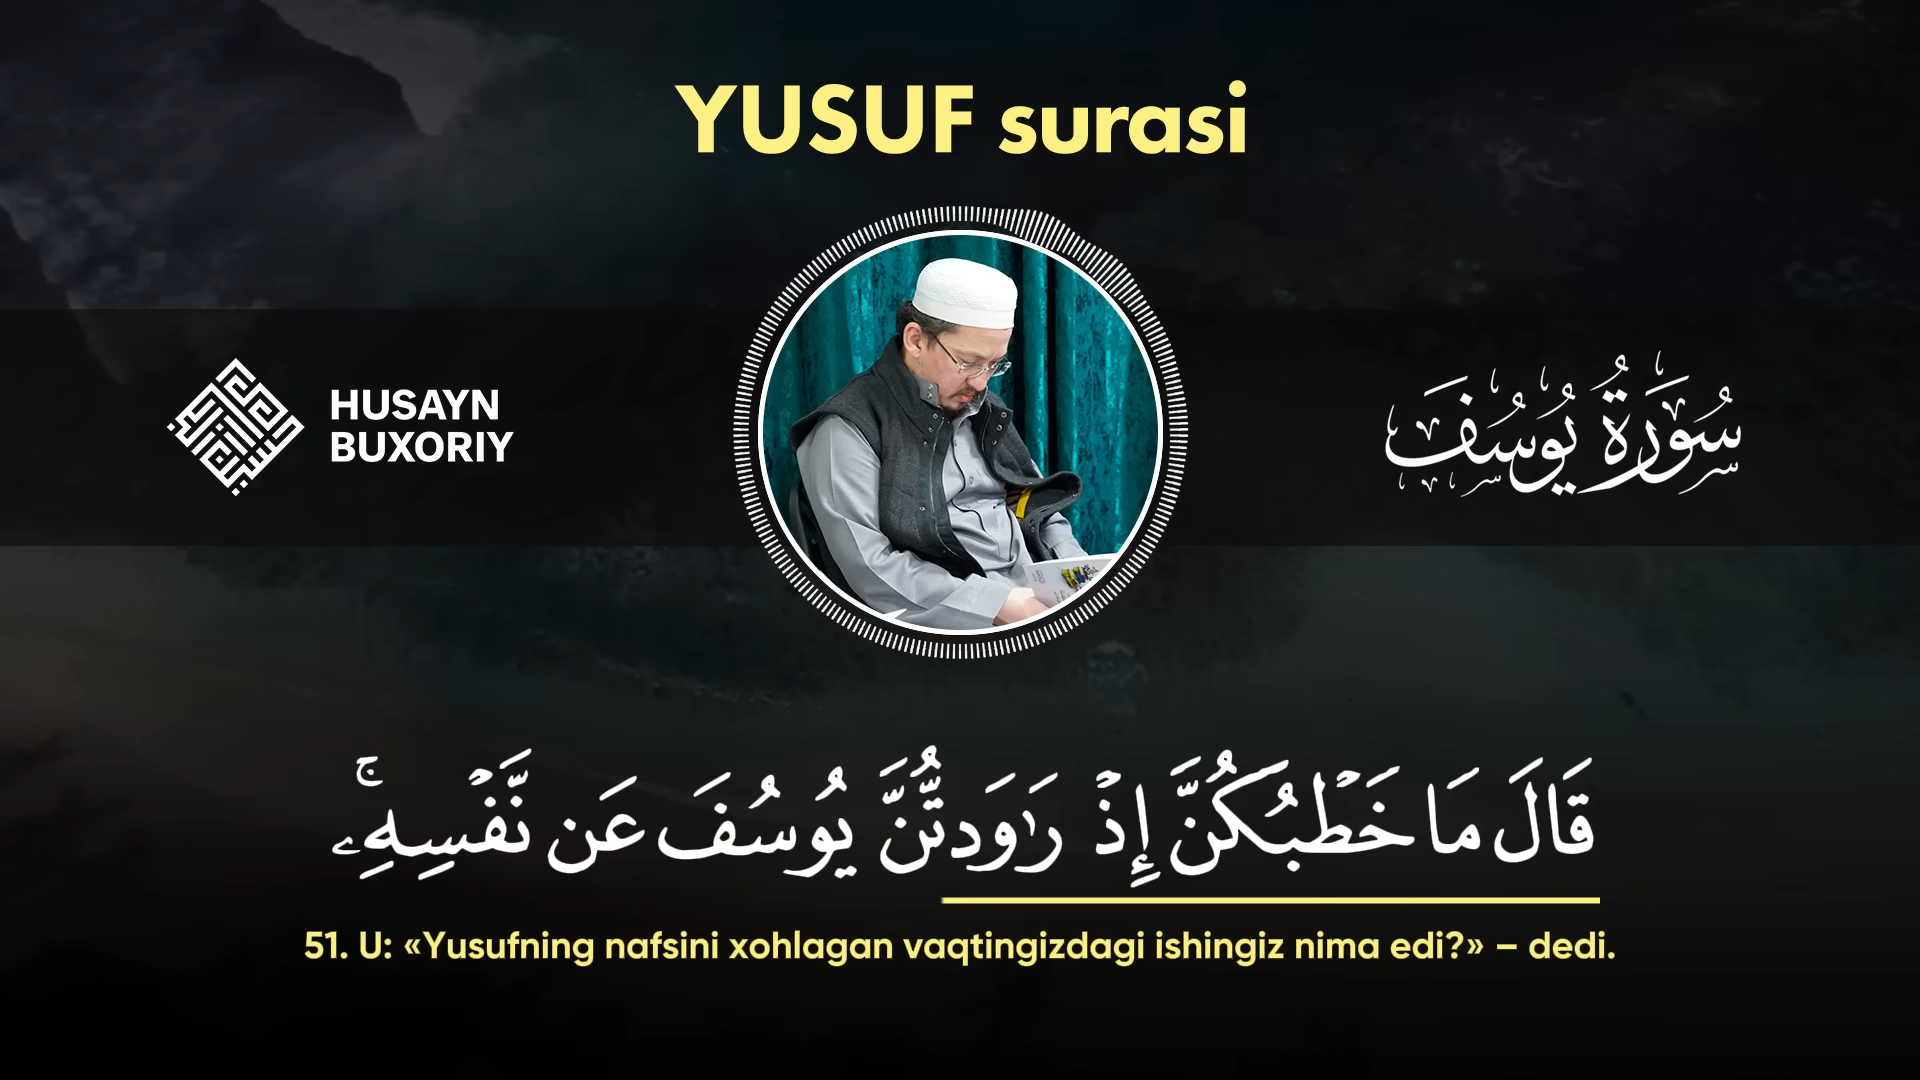 YUSUF surasi
HUSAYN
BUXORIY
سُورَةُ يُوسُفَ
قَالَ مَا خَطْبُكُنَّ إِذْ رَٰوَدتُّنَّ يُوسُفَ عَن نَّفْسِهِۦ ۚ
51. U: «Yusufning nafsini xohlagan vaqtingizdagi ishingiz nima edi?» – dedi.